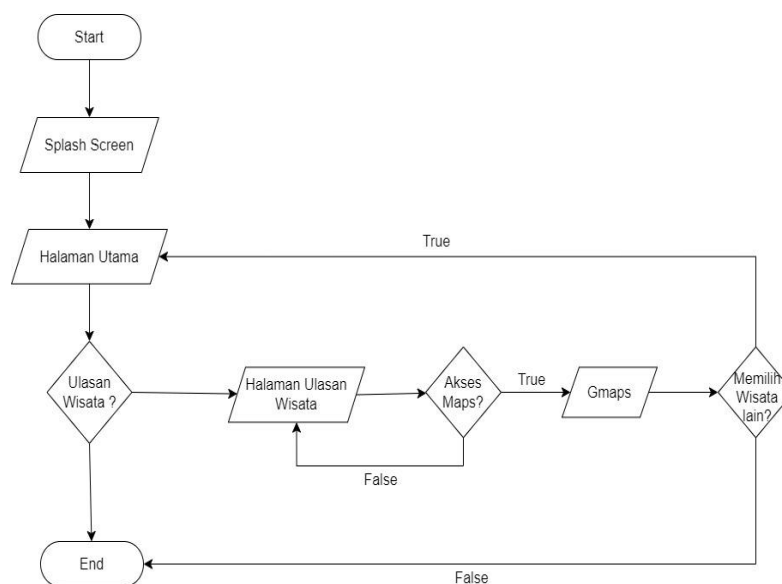 Start
Splash Screen
Halaman Utama
True
Ulasan
Wisata ?
Halaman Ulasan
Wisata
Akses
Maps?
True
Gmaps
Memilih
Wisata
lain?
False
End
False